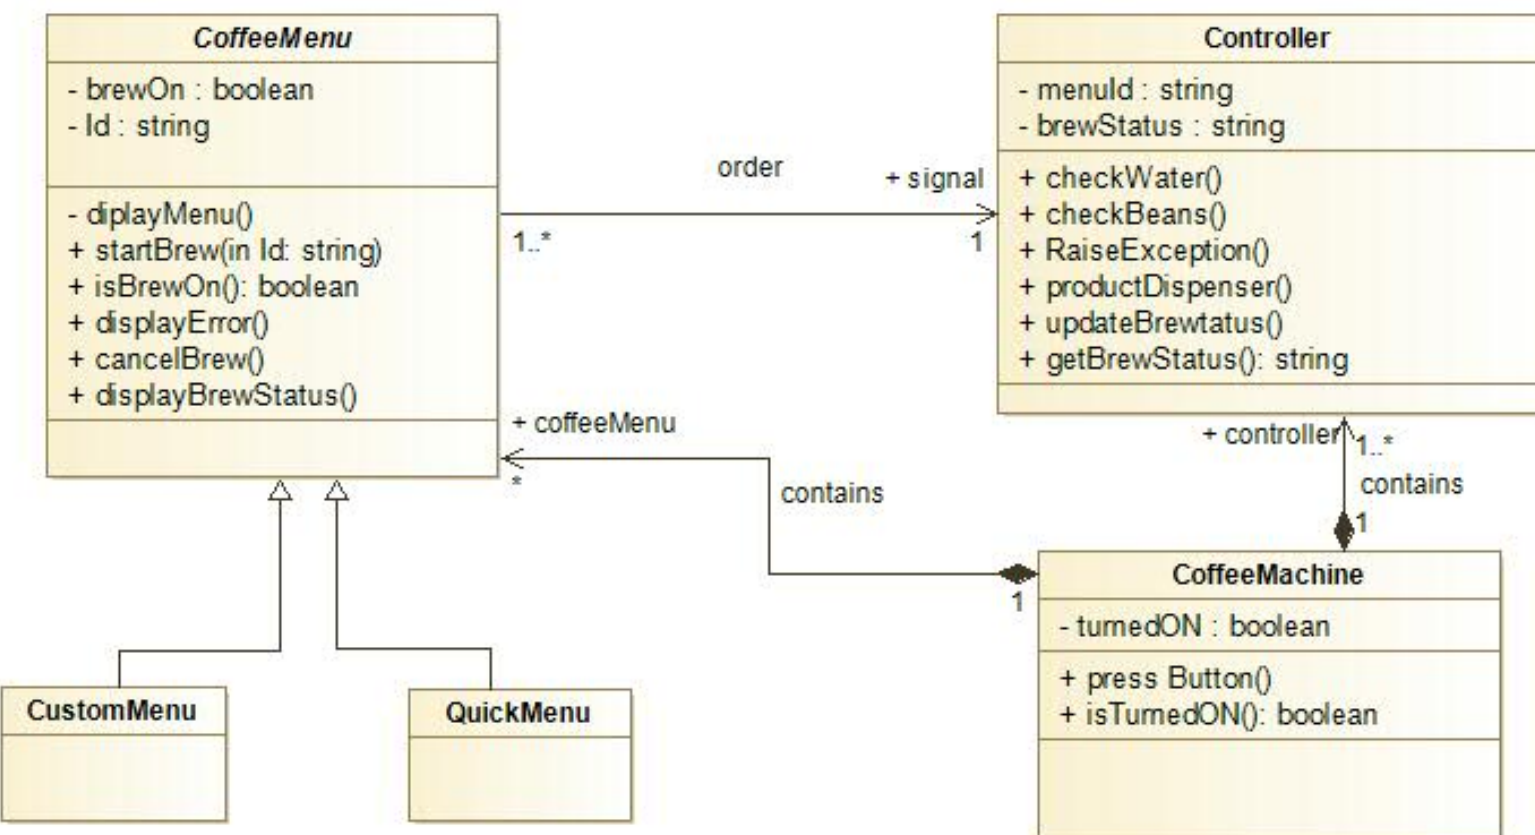 CoffeeMenu
- brewOn : boolean
- Id : string
- diplayMenu()
+ startBrew(in Id: string)
+ isBrewOn(): boolean
+ displayError()
+ cancelBrew()
+ displayBrewStatus()
order
+ signal
1..*
1
Controller
- menuId : string
- brewStatus : string
+ checkWater()
+ checkBeans()
+ RaiseException()
+ productDispenser()
+ updateBrewtatus()
+ getBrewStatus(): string
+ coffeeMenu
*
contains
1
+ controller
1..*
contains
1
CoffeeMachine
- turnedON : boolean
+ press Button()
+ isTurnedON(): boolean
CustomMenu
QuickMenu